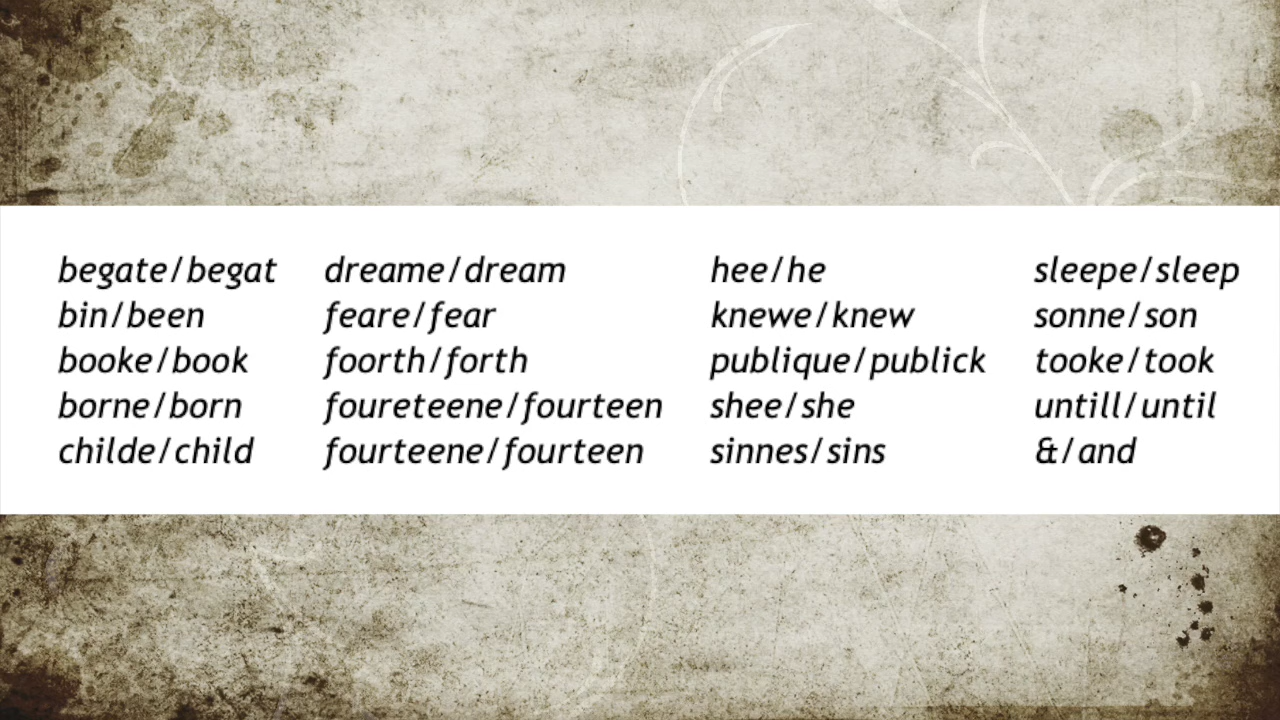 begate/begat
bin/been
booke/book
borne/born
childe/child
dreame/dream
feare/fear
foorth/forth
foureteene/fourteen
fourteene/fourteen
hee/he
knewe/knew
publique/publick
shee/she
sinnes/sins
sleepe/sleep
sonne/son
tooke/took
untill/until
&/and